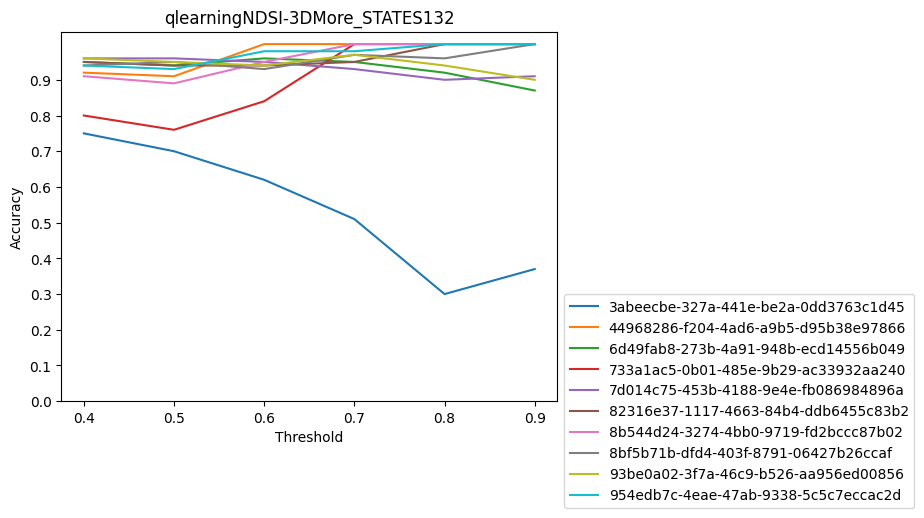 qlearningNDSI-3DMore_STATES132
Accuracy
0.9
0.8
0.7
0.6
0.5
0.4
0.3
0.2
0.1
0.0
0.4 0.5 0.6 0.7 0.8 0.9
Threshold
3abeecbe-327a-441e-be2a-0dd3763c1d45
44968286-f204-4ad6-a9b5-d95b38e97866
6d49fab8-273b-4a91-948b-ecd14556b049
733a1ac5-0b01-485e-9b29-ac33932aa240
7d014c75-453b-4188-9e4e-fb086984896a
82316e37-1117-4663-84b4-ddb6455c83b2
8b544d24-3274-4bb0-9719-fd2bccc87b02
8bf5b71b-dfd4-403f-8791-06427b26ccaf
93be0a02-3f7a-46c9-b526-aa956ed00856
954edb7c-4eae-47ab-9338-5c5c7eccac2d